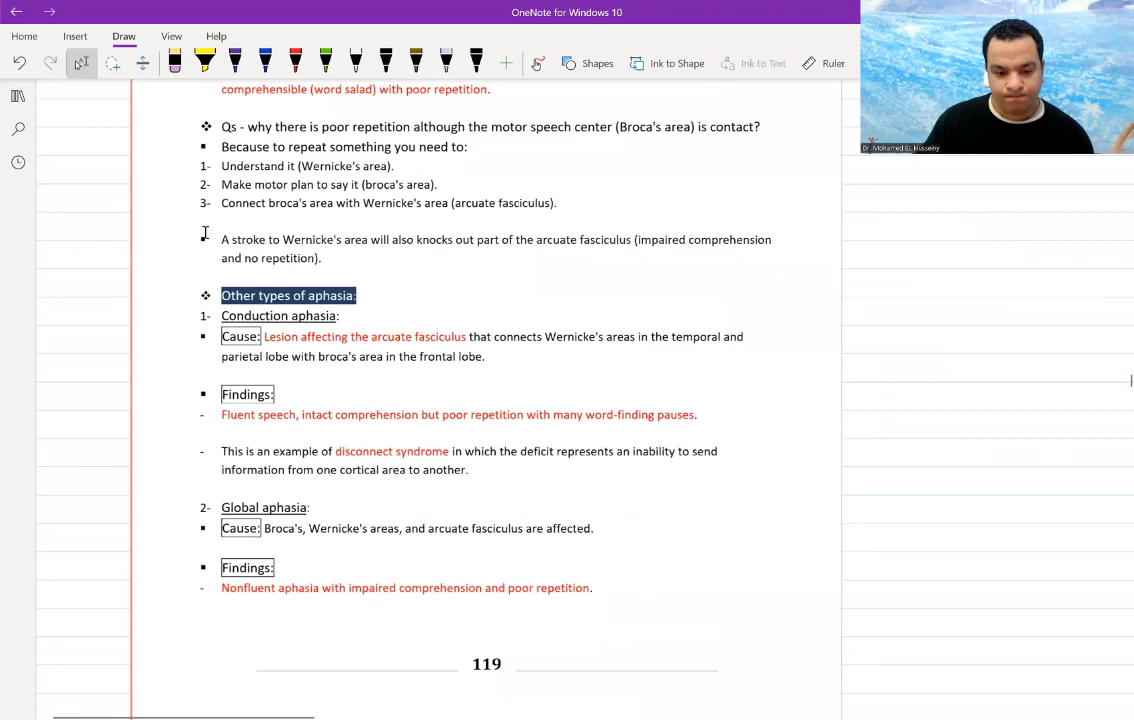 OneNote for Windows 10
Home Insert Draw View Help
Shapes Ink to Shape Ink to Text Ruler
Dr. Mohamed EL Husseiny
comprehensible (word salad) with poor repetition.
❖ Qs - why there is poor repetition although the motor speech center (Broca's area) is contact?
▪ Because to repeat something you need to:
1- Understand it (Wernicke's area).
2- Make motor plan to say it (broca's area).
3- Connect broca's area with Wernicke's area (arcuate fasciculus).
▪ A stroke to Wernicke's area will also knocks out part of the arcuate fasciculus (impaired comprehension
and no repetition).
❖ Other types of aphasia:
1- Conduction aphasia:
▪ Cause: Lesion affecting the arcuate fasciculus that connects Wernicke's areas in the temporal and
parietal lobe with broca's area in the frontal lobe.
▪ Findings:
- Fluent speech, intact comprehension but poor repetition with many word-finding pauses.
- This is an example of disconnect syndrome in which the deficit represents an inability to send
information from one cortical area to another.
2- Global aphasia:
▪ Cause: Broca's, Wernicke's areas, and arcuate fasciculus are affected.
▪ Findings:
- Nonfluent aphasia with impaired comprehension and poor repetition.
119